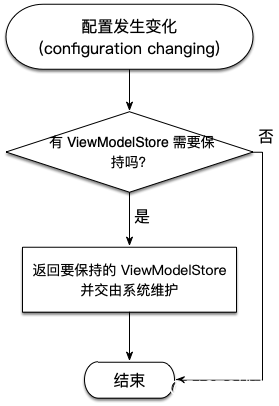 配置发生变化
（configuration changing）
有 ViewModelStore 需要保
持吗?
否
是
返回要保持的 ViewModelStore
并交由系统维护
结束